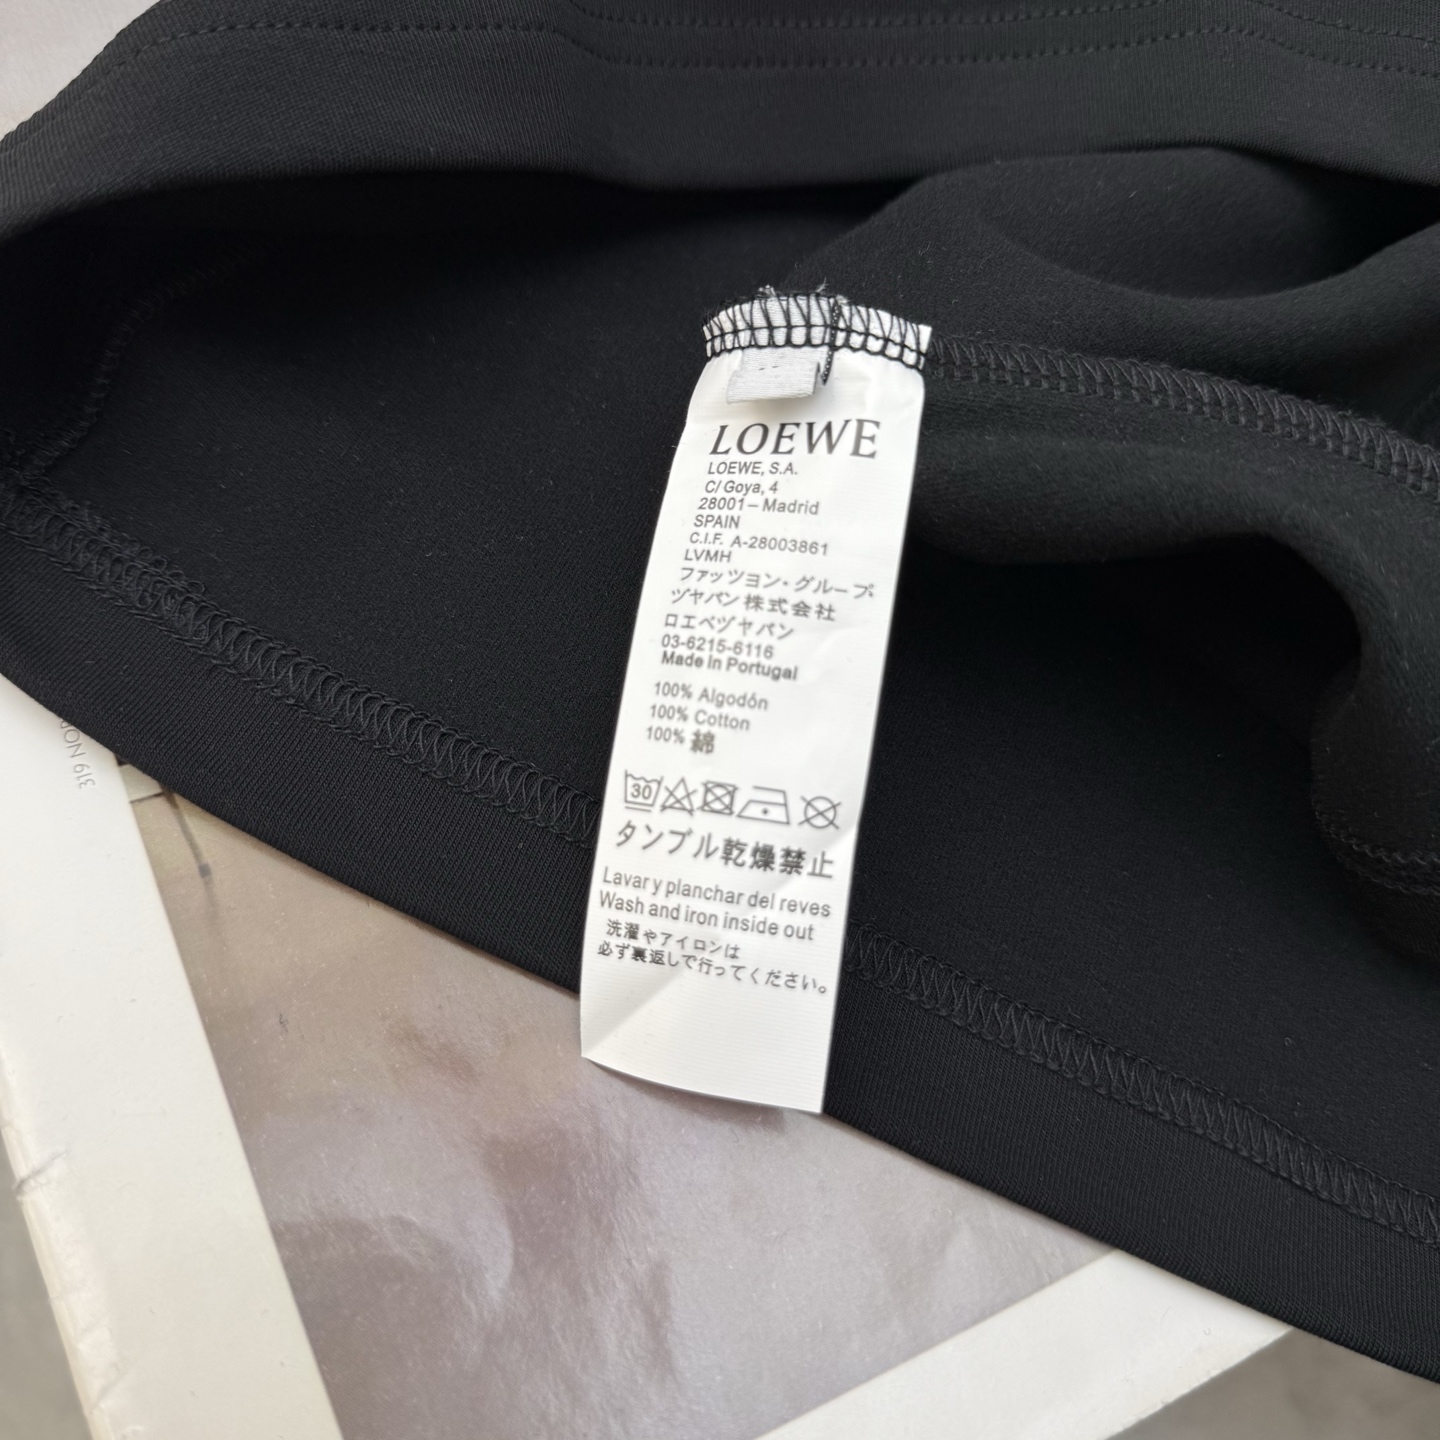 LOEWE
LOEWE, S.A.
C/ Goya, 4
28001 – Madrid
SPAIN
C.I.F. A-28003861
LVMH
ファッツョン・グループ
ヅヤパン株式会社
ロエベヅヤパン
03-6215-6116
Made in Portugal
100% Algodón
100% Cotton
100% 綿
30
タンブル乾燥禁止
Lavar y planchar del reves
Wash and iron inside out
洗濯やアイロンは
必ず裏返しで行ってください。
319 NOR